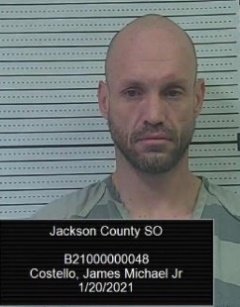 Jackson County SO
B21000000048
Costello, James Michael Jr
1/20/2021